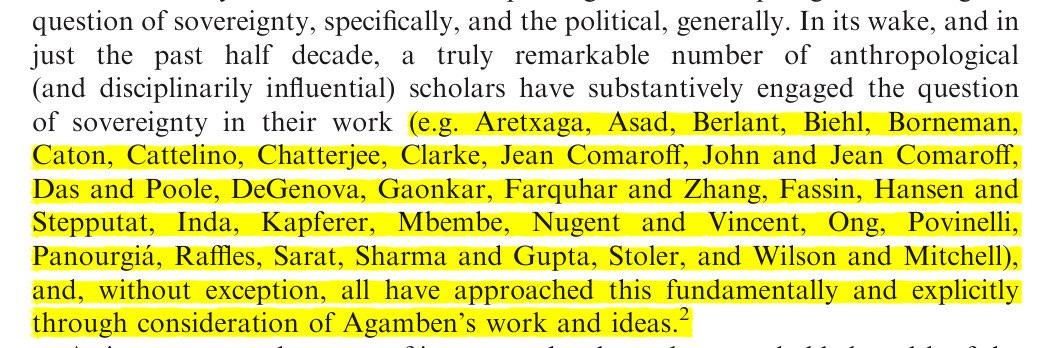 question of sovereignty, specifically, and the political, generally. In its wake, and in
just the past half decade, a truly remarkable number of anthropological
(and disciplinarily influential) scholars have substantively engaged the question
of sovereignty in their work (e.g. Aretxaga, Asad, Berlant, Biehl, Borneman,
Caton, Cattelino, Chatterjee, Clarke, Jean Comaroff, John and Jean Comaroff,
Das and Poole, DeGenova, Gaonkar, Farquhar and Zhang, Fassin, Hansen and
Stepputat, Inda, Kapferer, Mbembe, Nugent and Vincent, Ong, Povinelli,
Panourgiá, Raffles, Sarat, Sharma and Gupta, Stoler, and Wilson and Mitchell),
and, without exception, all have approached this fundamentally and explicitly
through consideration of Agamben's work and ideas.2